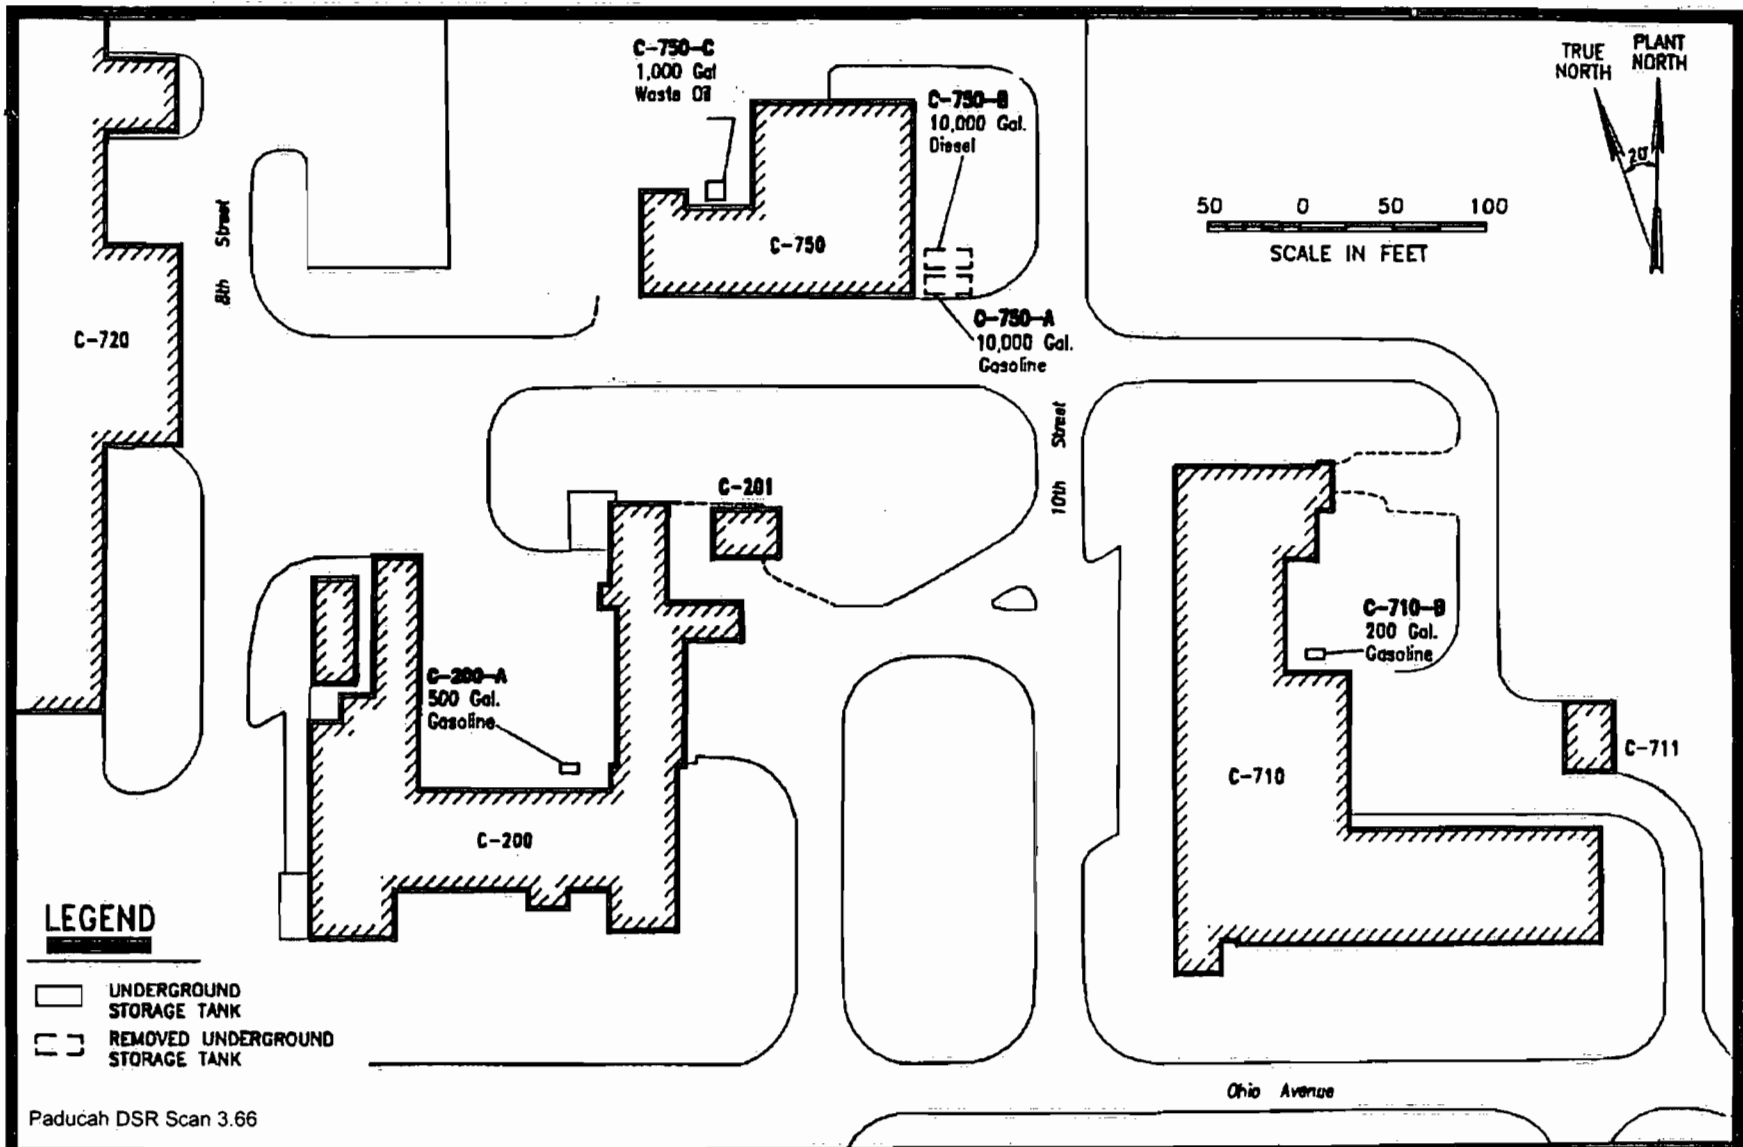 C-750-C
1,000 Gal
Waste Oil
C-750-B
10,000 Gal.
Diesel
TRUE
NORTH
PLANT
NORTH
20
50 0 50 100
SCALE IN FEET
8th Street
C-750
C-720
C-750-A
10,000 Gal.
Gasoline
10th Street
C-201
C-710-B
200 Gal.
Gasoline
C-200-A
500 Gal.
Gasoline
C-711
C-710
C-200
LEGEND
UNDERGROUND
STORAGE TANK
REMOVED UNDERGROUND
STORAGE TANK
Ohio Avenue
Paducah DSR Scan 3.66